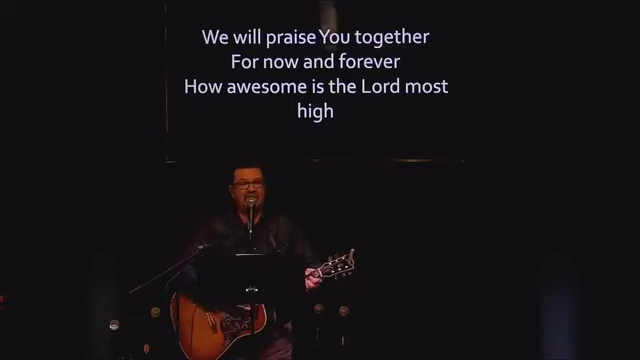 We will praise You together
For now and forever
How awesome is the Lord most
high